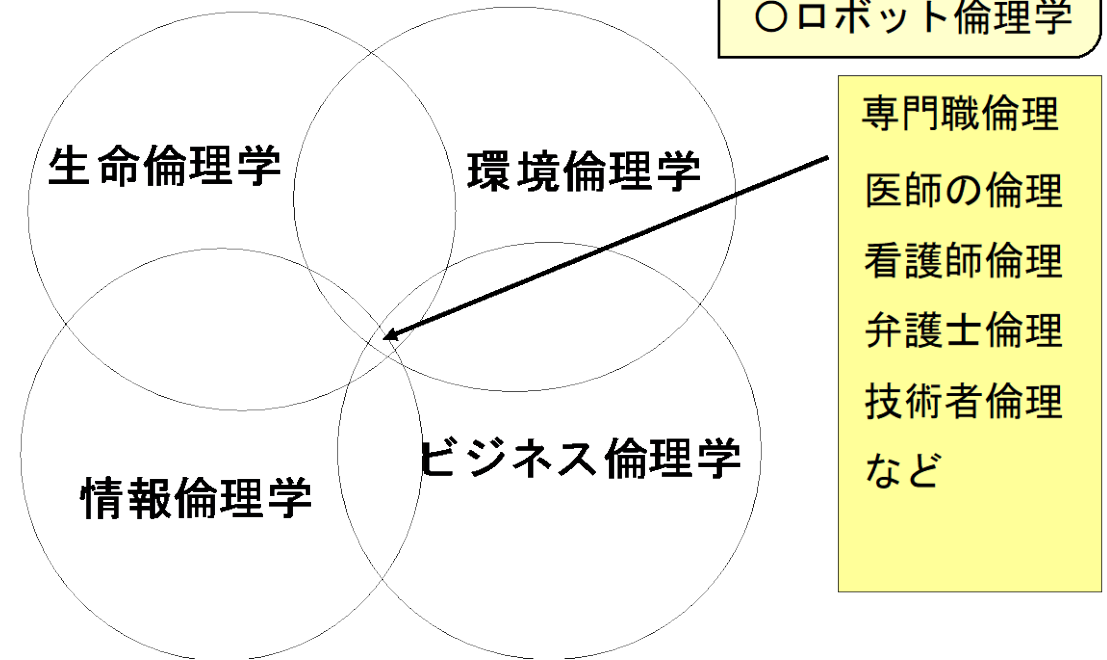 〇ロボット倫理学
生命倫理学
環境倫理学
情報倫理学
ビジネス倫理学
専門職倫理
医師の倫理
看護師倫理
弁護士倫理
技術者倫理
など